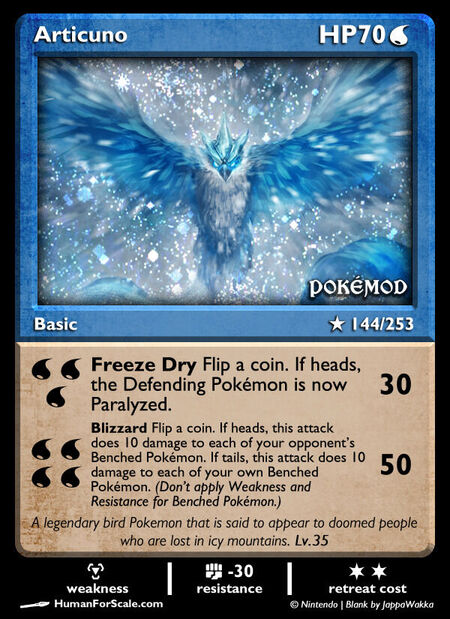 Articuno HP70
POKÉMOD
Basic ★ 144/253
Freeze Dry Flip a coin. If heads,
the Defending Pokémon is now
Paralyzed.
30
Blizzard Flip a coin. If heads, this attack
does 10 damage to each of your opponent's
Benched Pokémon. If tails, this attack does 10
damage to each of your own Benched
Pokémon. (Don't apply Weakness and
Resistance for Benched Pokémon.)
50
A legendary bird Pokemon that is said to appear to doomed people
who are lost in icy mountains. Lv.35
weakness
-30
resistance
retreat cost
HumanForScale.com
© Nintendo | Blank by JappaWakka